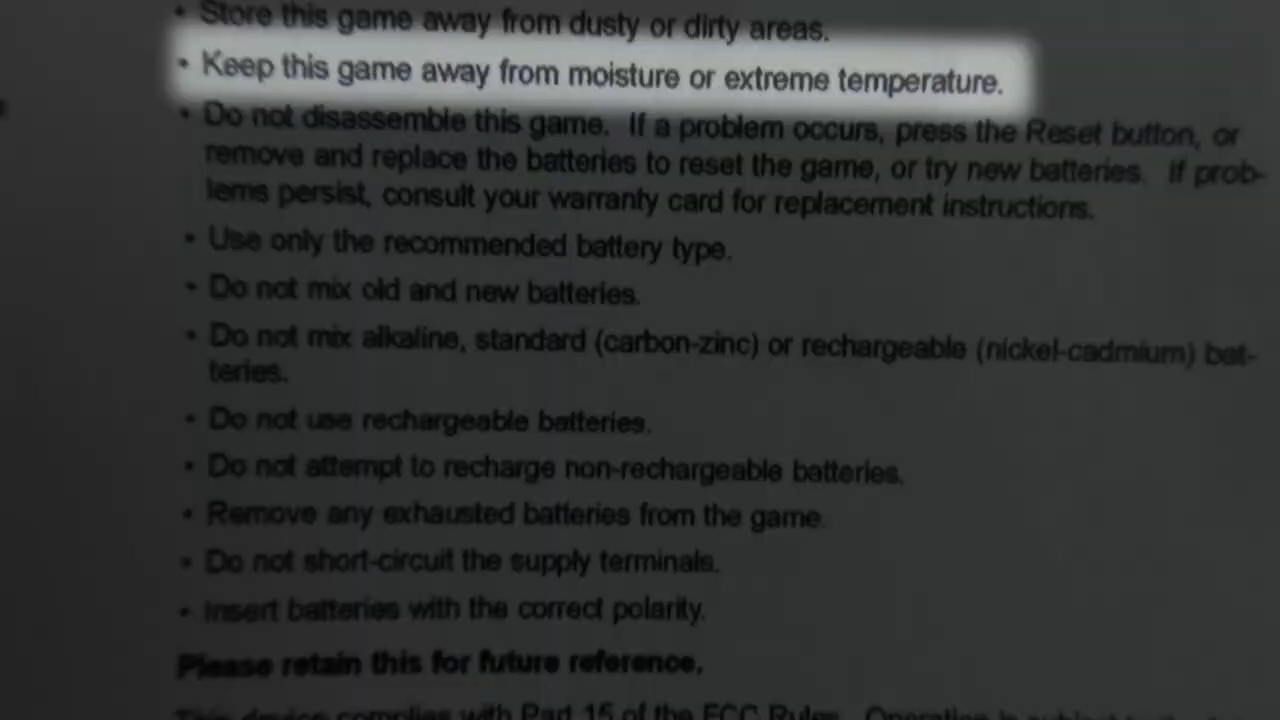 • Store this game away from dusty or dirty areas.
• Keep this game away from moisture or extreme temperature.
• Do not disassemble this game. If a problem occurs, press the Reset button, or
remove and replace the batteries to reset the game, or try new batteries. If prob-
lems persist, consult your warranty card for replacement instructions.
• Use only the recommended battery type.
• Do not mix old and new batteries.
• Do not mix alkaline, standard (carbon-zinc) or rechargeable (nickel-cadmium) bat-
teries.
• Do not use rechargeable batteries.
• Do not attempt to recharge non-rechargeable batteries.
• Remove any exhausted batteries from the game.
• Do not short-circuit the supply terminals.
• Insert batteries with the correct polarity.
Please retain this for future reference.
This device complies with Part 15 of the FCC Rules. Operation is subject